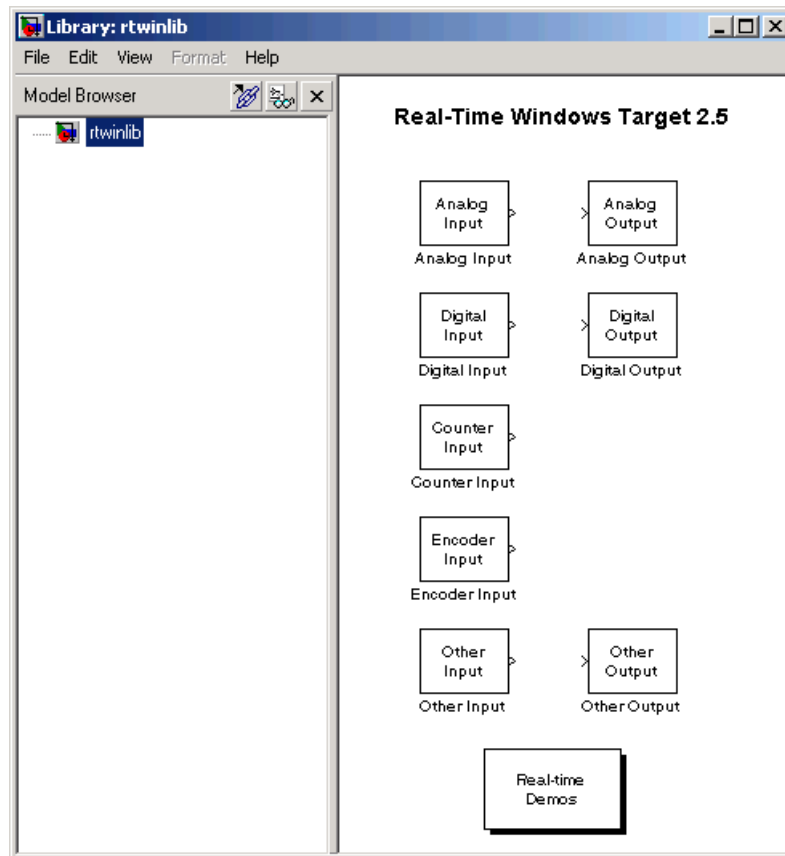 Library: rtwinlib
File Edit View Format Help
Model Browser
rtwinlib
Real-Time Windows Target 2.5
Analog
Input
Analog Input
Analog
Output
Analog Output
Digital
Input
Digital Input
Digital
Output
Digital Output
Counter
Input
Counter Input
Encoder
Input
Encoder Input
Other
Input
Other Input
Other
Output
Other Output
Real-time
Demos